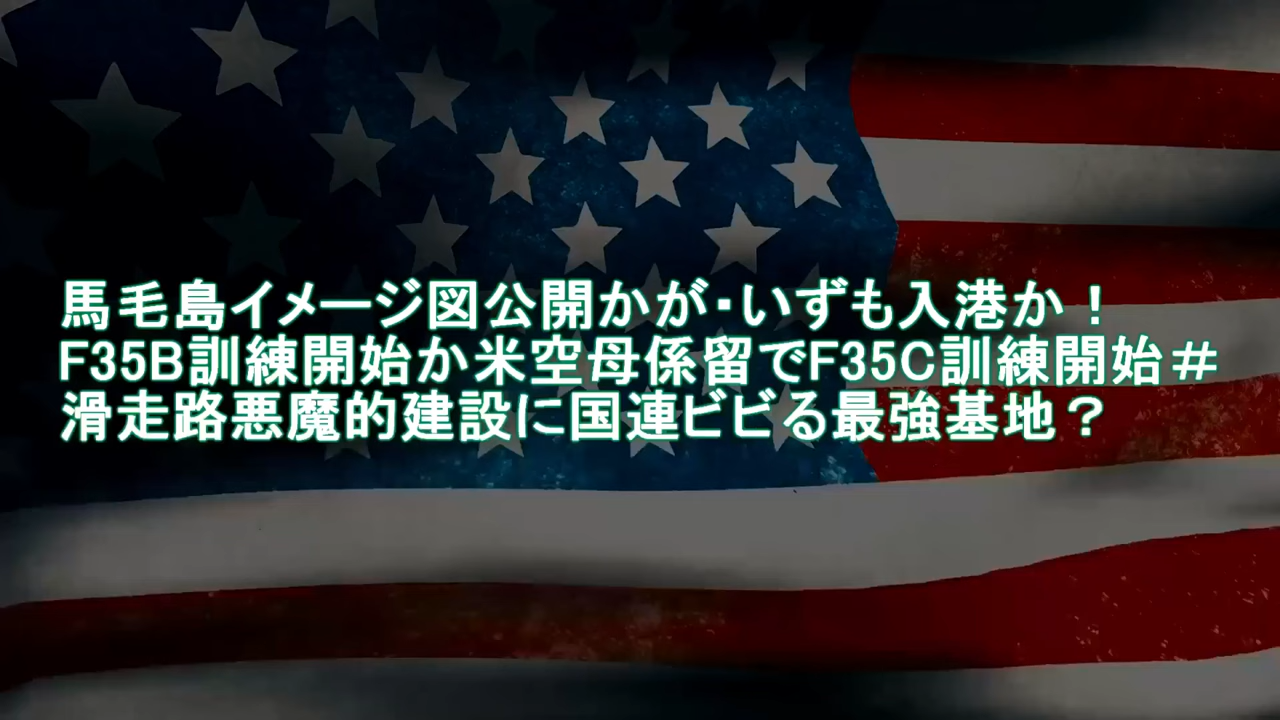 馬毛島イメージ図公開かが・いずも入港か！
F35B訓練開始か米空母係留でF35C訓練開始＃
滑走路悪魔的建設に国連ビビる最強基地？